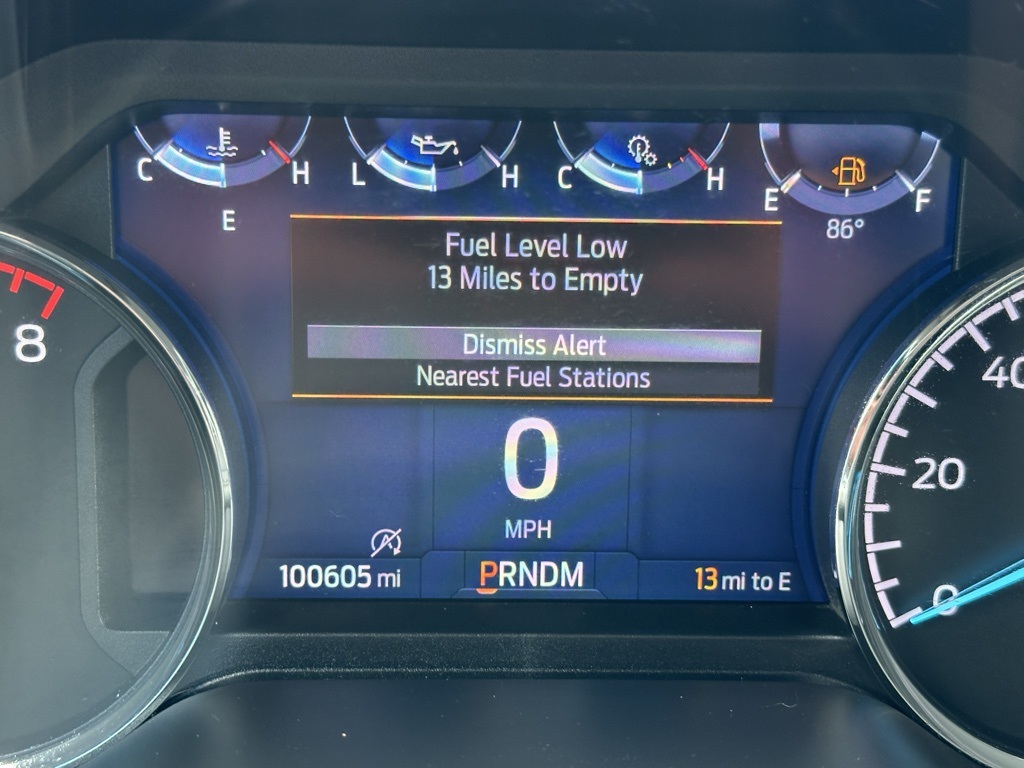 C H L H C H E F
E
86°
Fuel Level Low
13 Miles to Empty
Dismiss Alert
Nearest Fuel Stations
8
0
MPH
100605 mi
PRNDM
13 mi to E
40
20
0